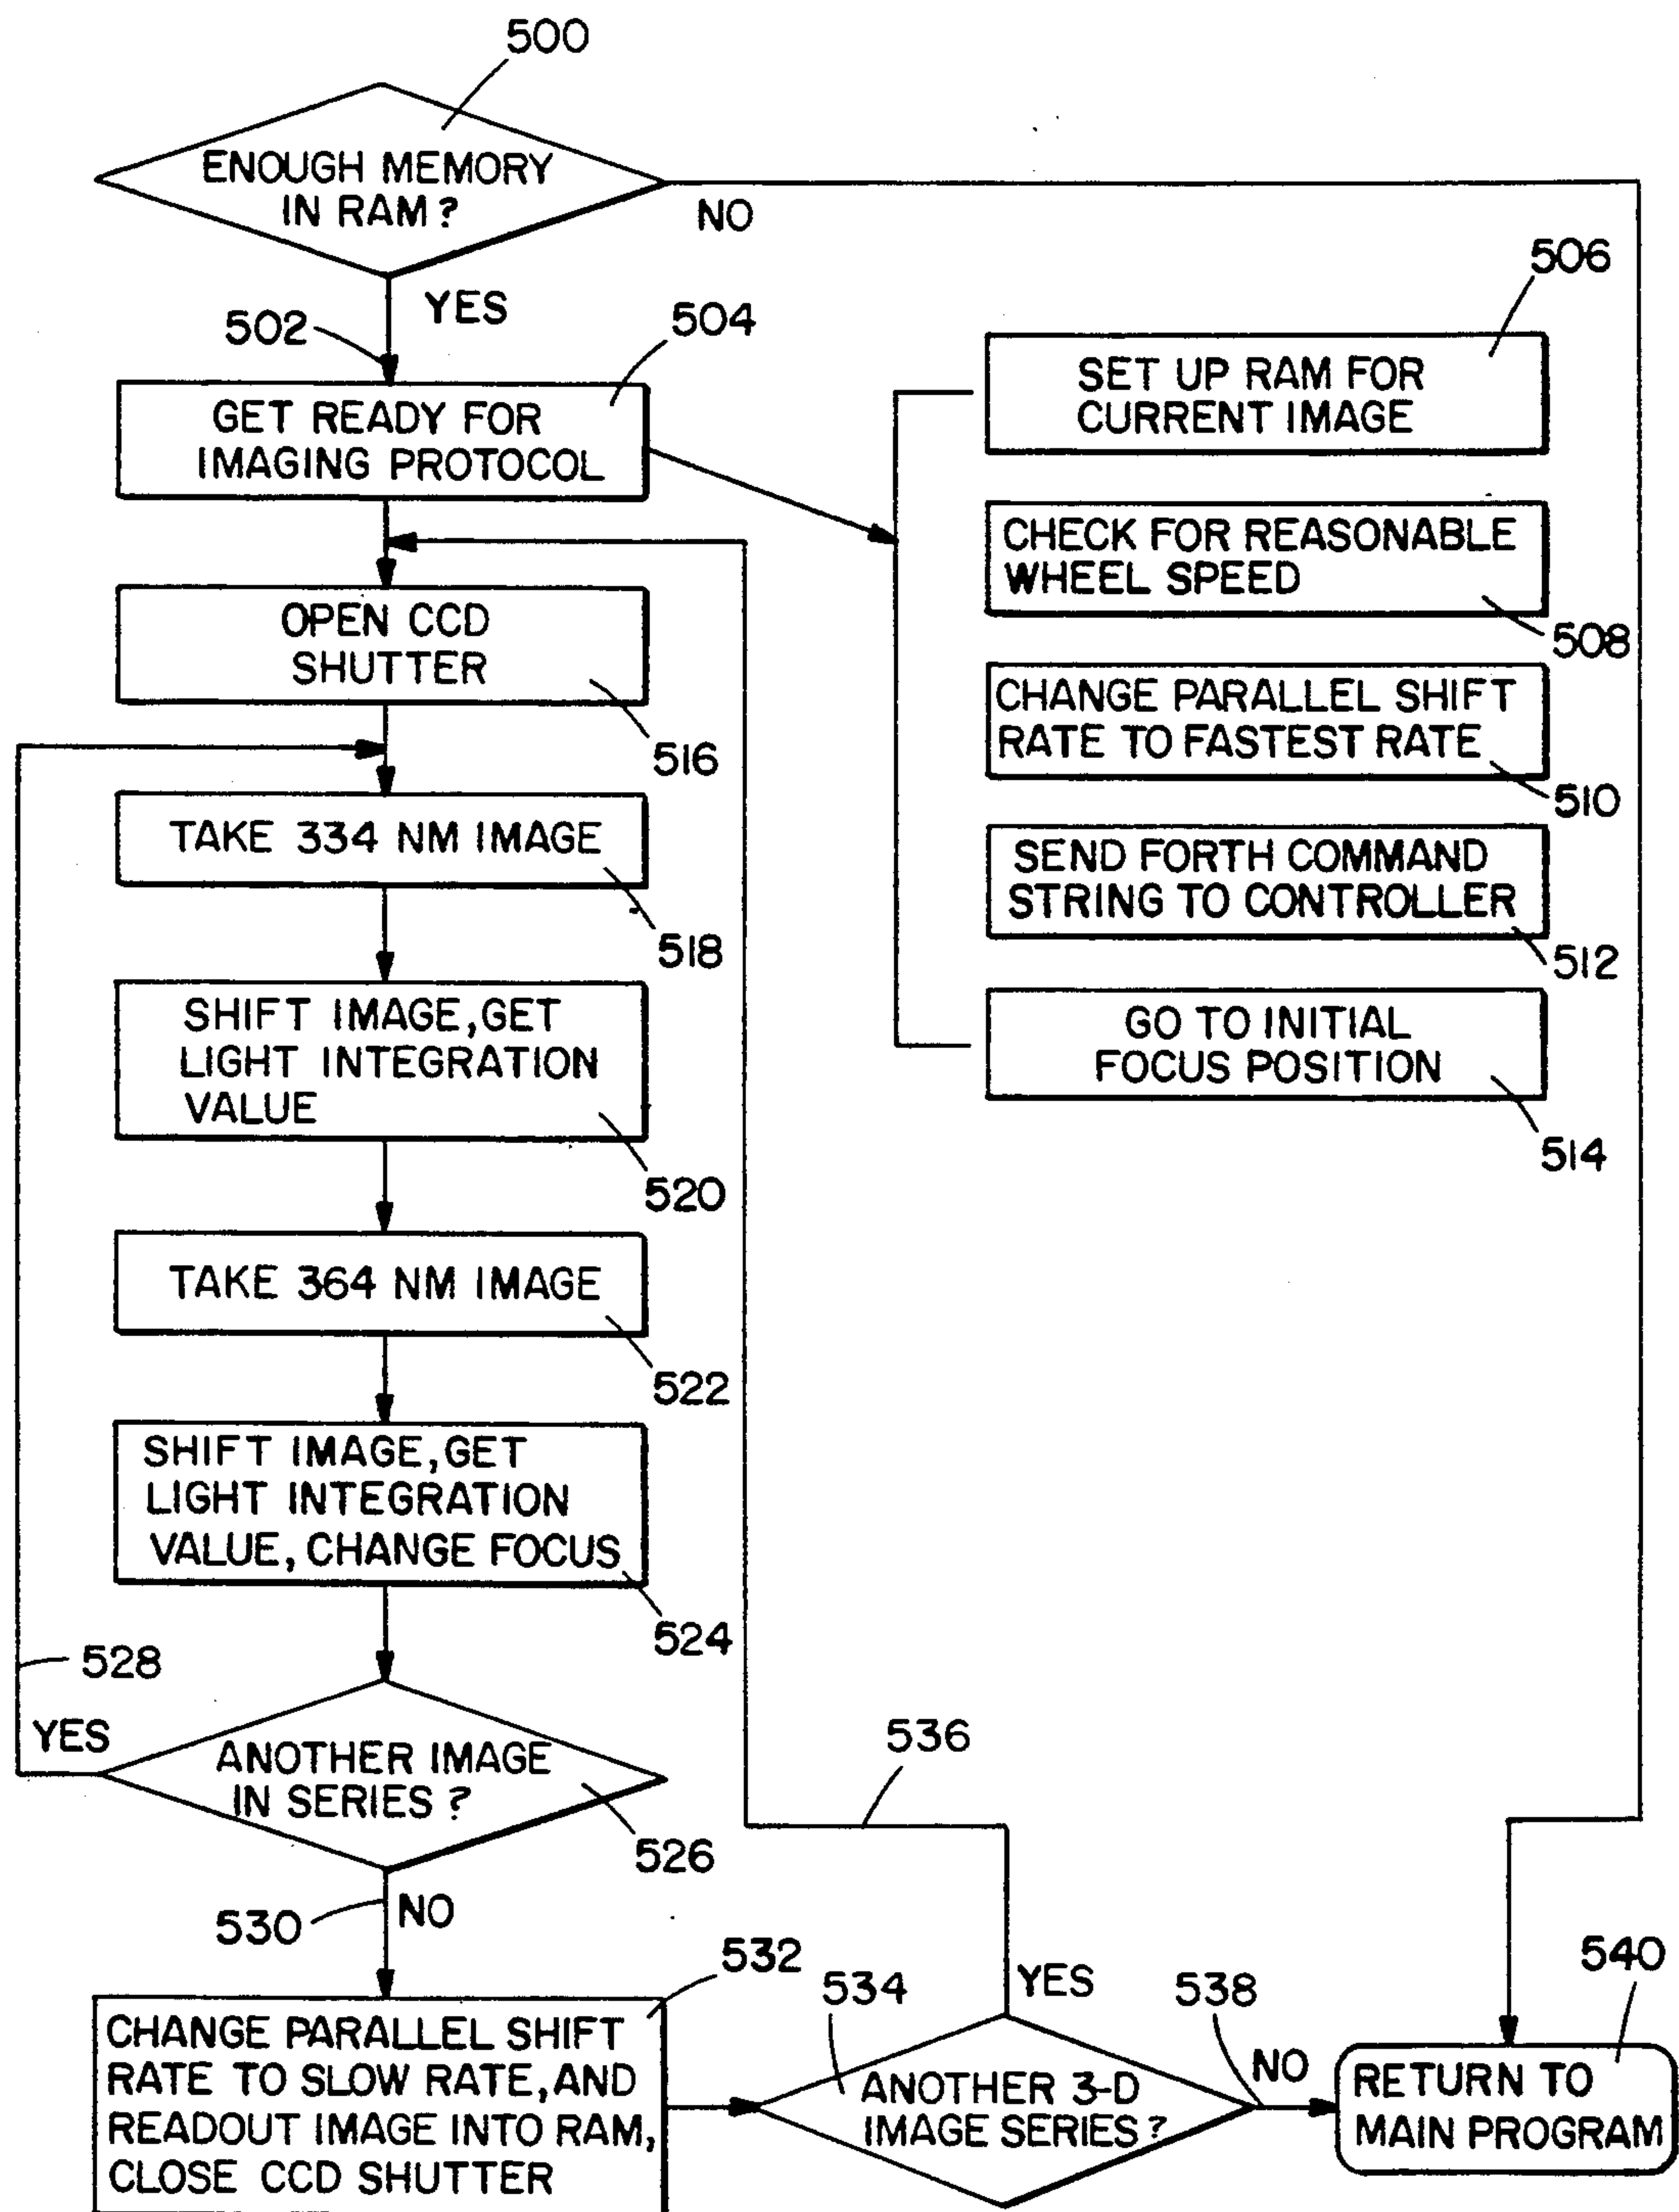 500
ENOUGH MEMORY
IN RAM?
NO
YES
502
504
GET READY FOR
IMAGING PROTOCOL
506
SET UP RAM FOR
CURRENT IMAGE
CHECK FOR REASONABLE
WHEEL SPEED
508
CHANGE PARALLEL SHIFT
RATE TO FASTEST RATE
510
SEND FORTH COMMAND
STRING TO CONTROLLER
512
GO TO INITIAL
FOCUS POSITION
514
OPEN CCD
SHUTTER
516
TAKE 334 NM IMAGE
518
SHIFT IMAGE, GET
LIGHT INTEGRATION
VALUE
520
TAKE 364 NM IMAGE
522
SHIFT IMAGE, GET
LIGHT INTEGRATION
VALUE, CHANGE FOCUS
524
528
YES
ANOTHER IMAGE
IN SERIES?
526
530
NO
532
CHANGE PARALLEL SHIFT
RATE TO SLOW RATE, AND
READOUT IMAGE INTO RAM,
CLOSE CCD SHUTTER
536
YES
534
ANOTHER 3-D
IMAGE SERIES?
538
NO
540
RETURN TO
MAIN PROGRAM